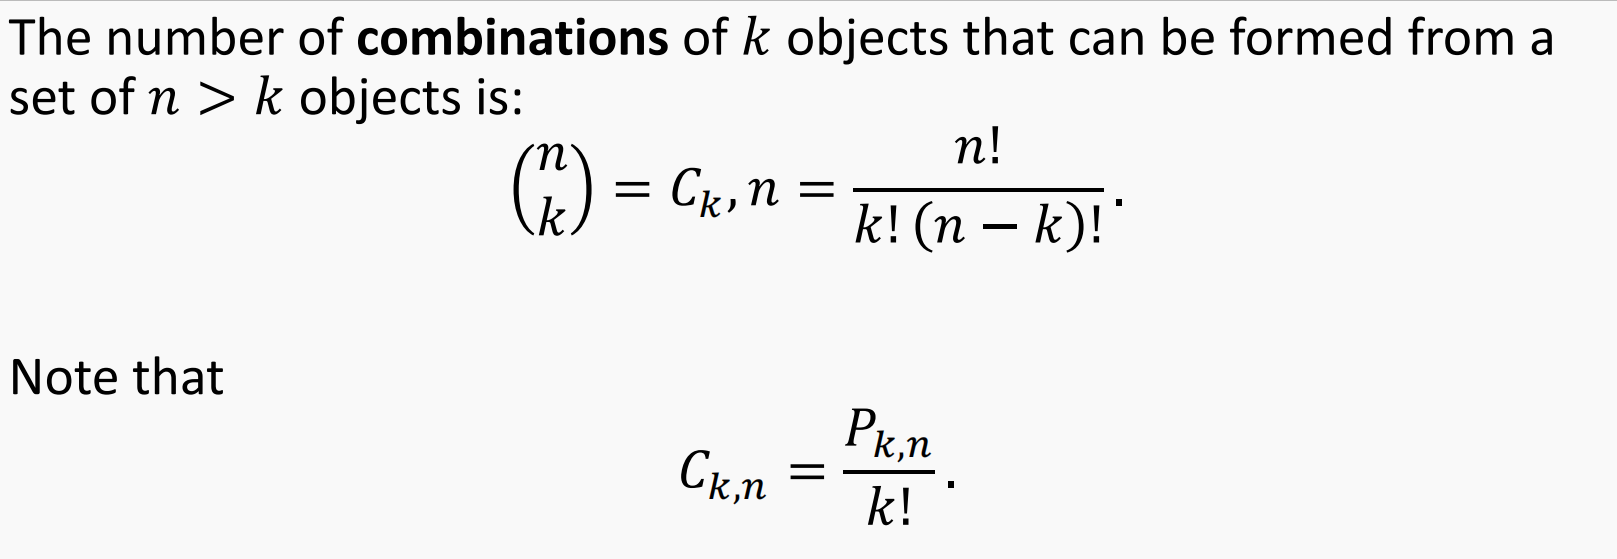 The number of combinations of k objects that can be formed from a
set of n > k objects is:
\binom{n}{k} = C_k, n = \frac{n!}{k! (n − k)!}.
Note that
C_{k,n} = \frac{P_{k,n}}{k!}.